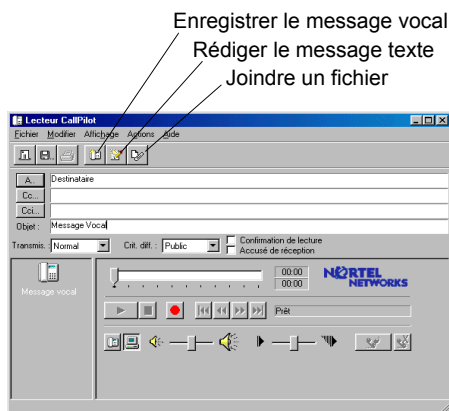 Enregistrer le message vocal
Rédiger le message texte
Joindre un fichier
Lecteur CallPilot
Fichier Modifier Affichage Actions Aide
A.. Destinataire
Cc...
Cci...
Objet : Message Vocal
Transmis. : Normal Crit. diff. : Public Confirmation de lecture
Accusé de réception
Message vocal
00:00
00:00
NORTEL
NETWORKS
Prêt